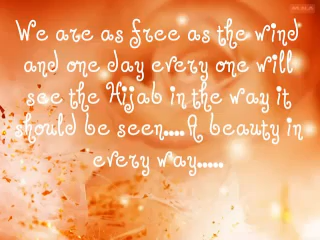 We are as free as the wind
and one day every one will
see the Hijab in the way it
should be seen....A beauty in
every way.....